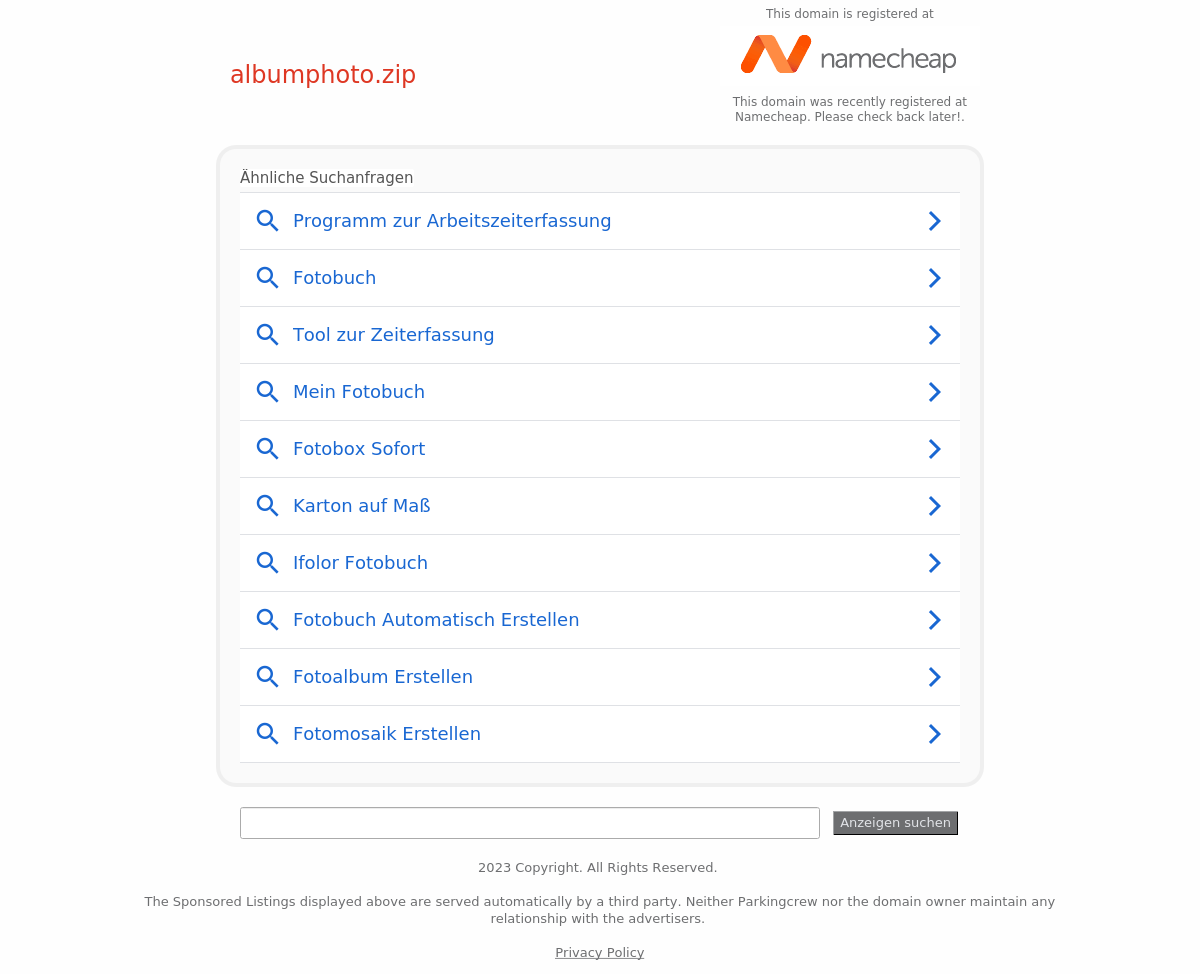 This domain is registered at
namecheap
albumphoto.zip
This domain was recently registered at
Namecheap. Please check back later!.
Ähnliche Suchanfragen
Programm zur Arbeitszeiterfassung
Fotobuch
Tool zur Zeiterfassung
Mein Fotobuch
Fotobox Sofort
Karton auf Maß
Ifolor Fotobuch
Fotobuch Automatisch Erstellen
Fotoalbum Erstellen
Fotomosaik Erstellen
Anzeigen suchen
2023 Copyright. All Rights Reserved.
The Sponsored Listings displayed above are served automatically by a third party. Neither Parkingcrew nor the domain owner maintain any
relationship with the advertisers.
Privacy Policy